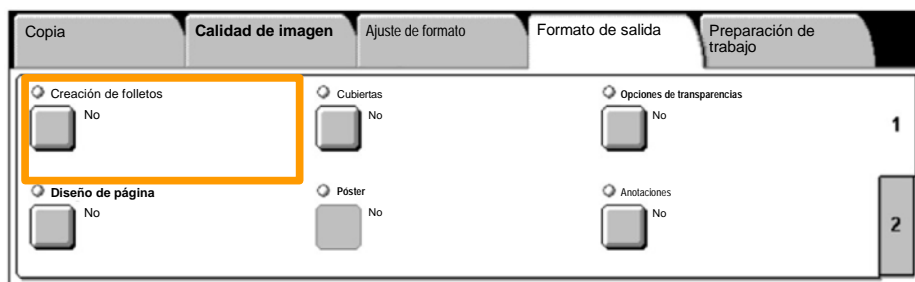 Copia
Calidad de imagen
Ajuste de formato
Formato de salida
Preparación de
trabajo
Creación de folletos
No
Cubiertas
No
Opciones de transparencias
No
1
Diseño de página
No
Póster
No
Anotaciones
No
2